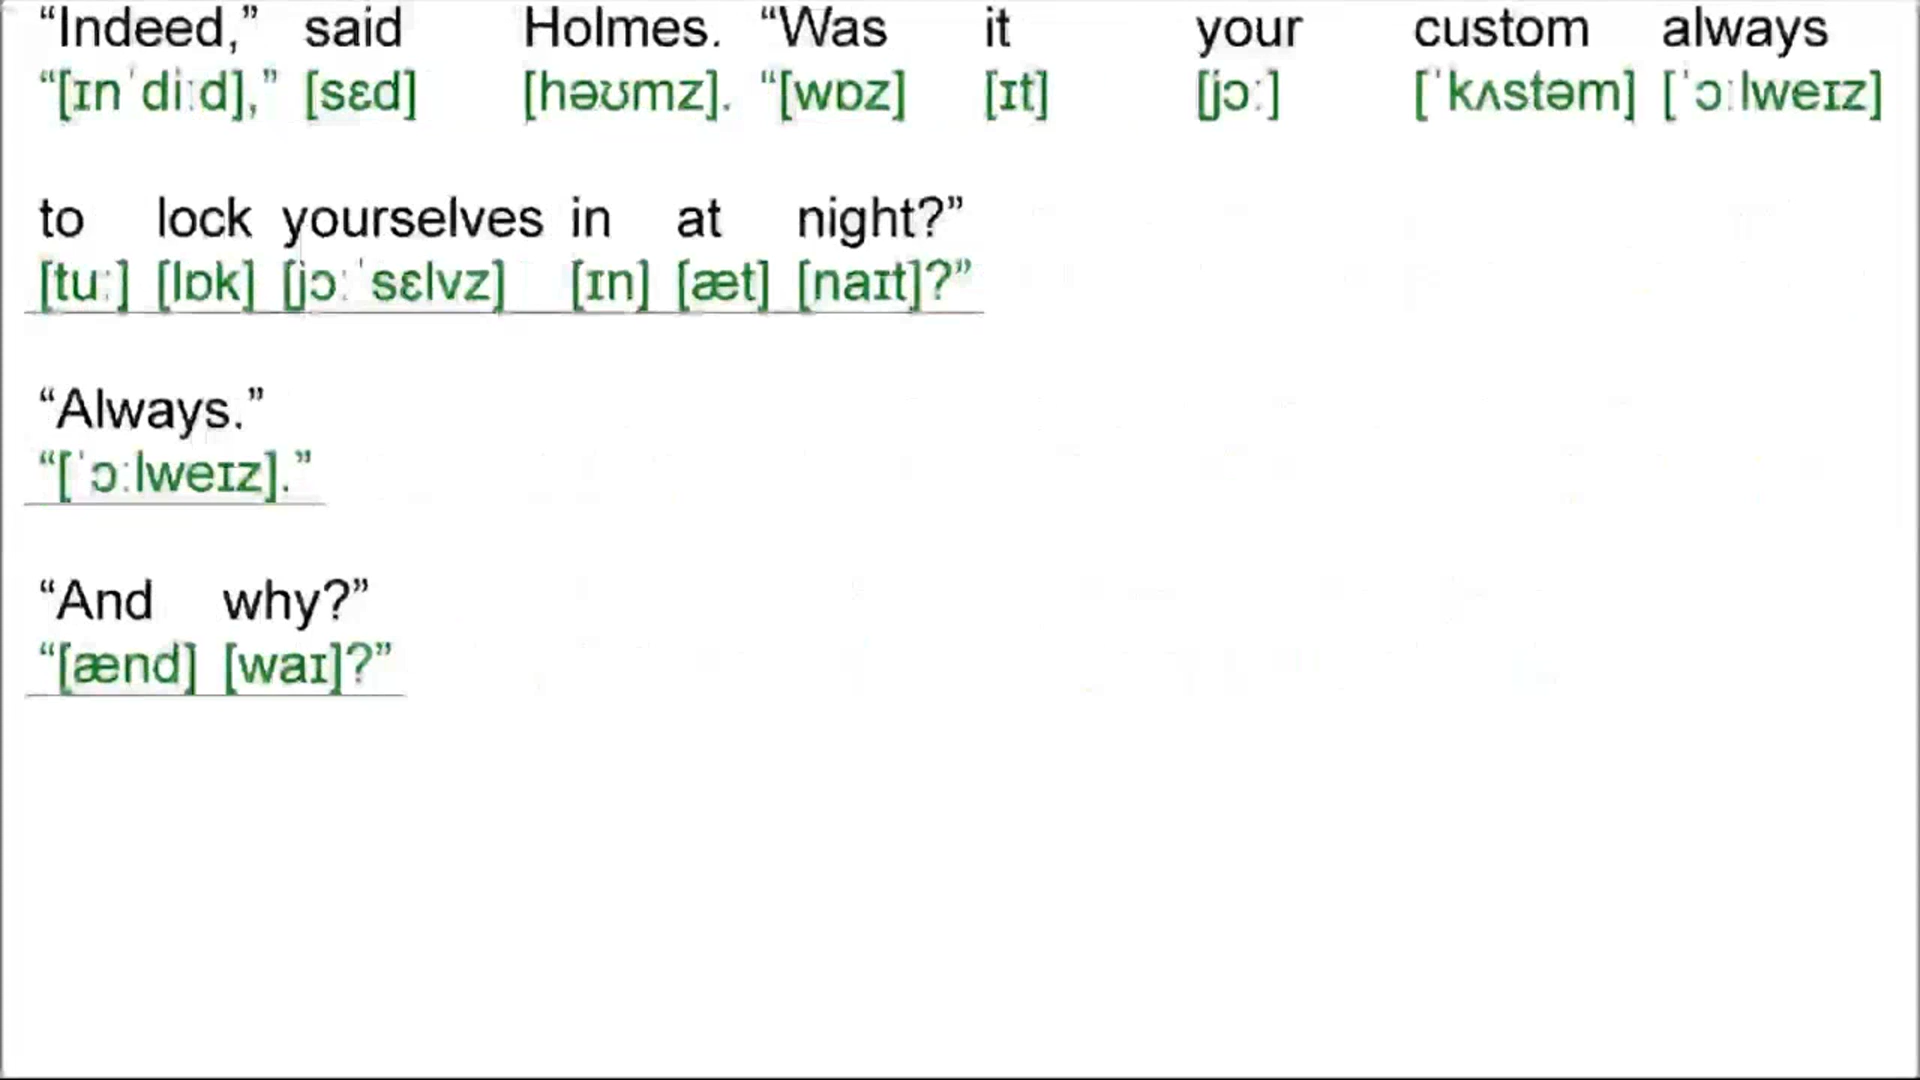 “Indeed,” said Holmes. “Was it your custom always
“[ɪnˈdiːd],” [sɛd] [həʊmz]. “[wɒz] [ɪt] [jɔː] [ˈkʌstəm] [ˈɔːlweɪz]
to lock yourselves in at night?”
[tuː] [lɒk] [jɔːˈsɛlvz] [ɪn] [æt] [naɪt]?”
“Always.”
“[ˈɔːlweɪz].”
“And why?”
“[ænd] [waɪ]?”